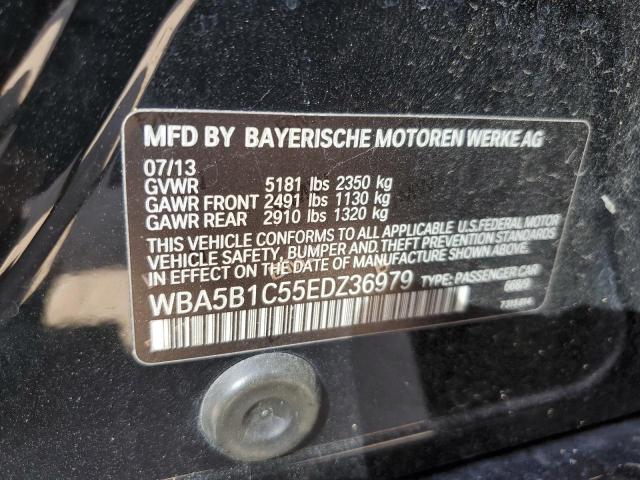 MFD BY BAYERISCHE MOTOREN WERKE AG
07/13
GVWR 5181 lbs 2350 kg
GAWR FRONT 2491 lbs 1130 kg
GAWR REAR 2910 lbs 1320 kg
THIS VEHICLE CONFORMS TO ALL APPLICABLE U.S. FEDERAL MOTOR
VEHICLE SAFETY, BUMPER AND THEFT PREVENTION STANDARDS
IN EFFECT ON THE DATE OF MANUFACTURE SHOWN ABOVE.
WBA5B1C55EDZ36979 TYPE: PASSENGER CAR